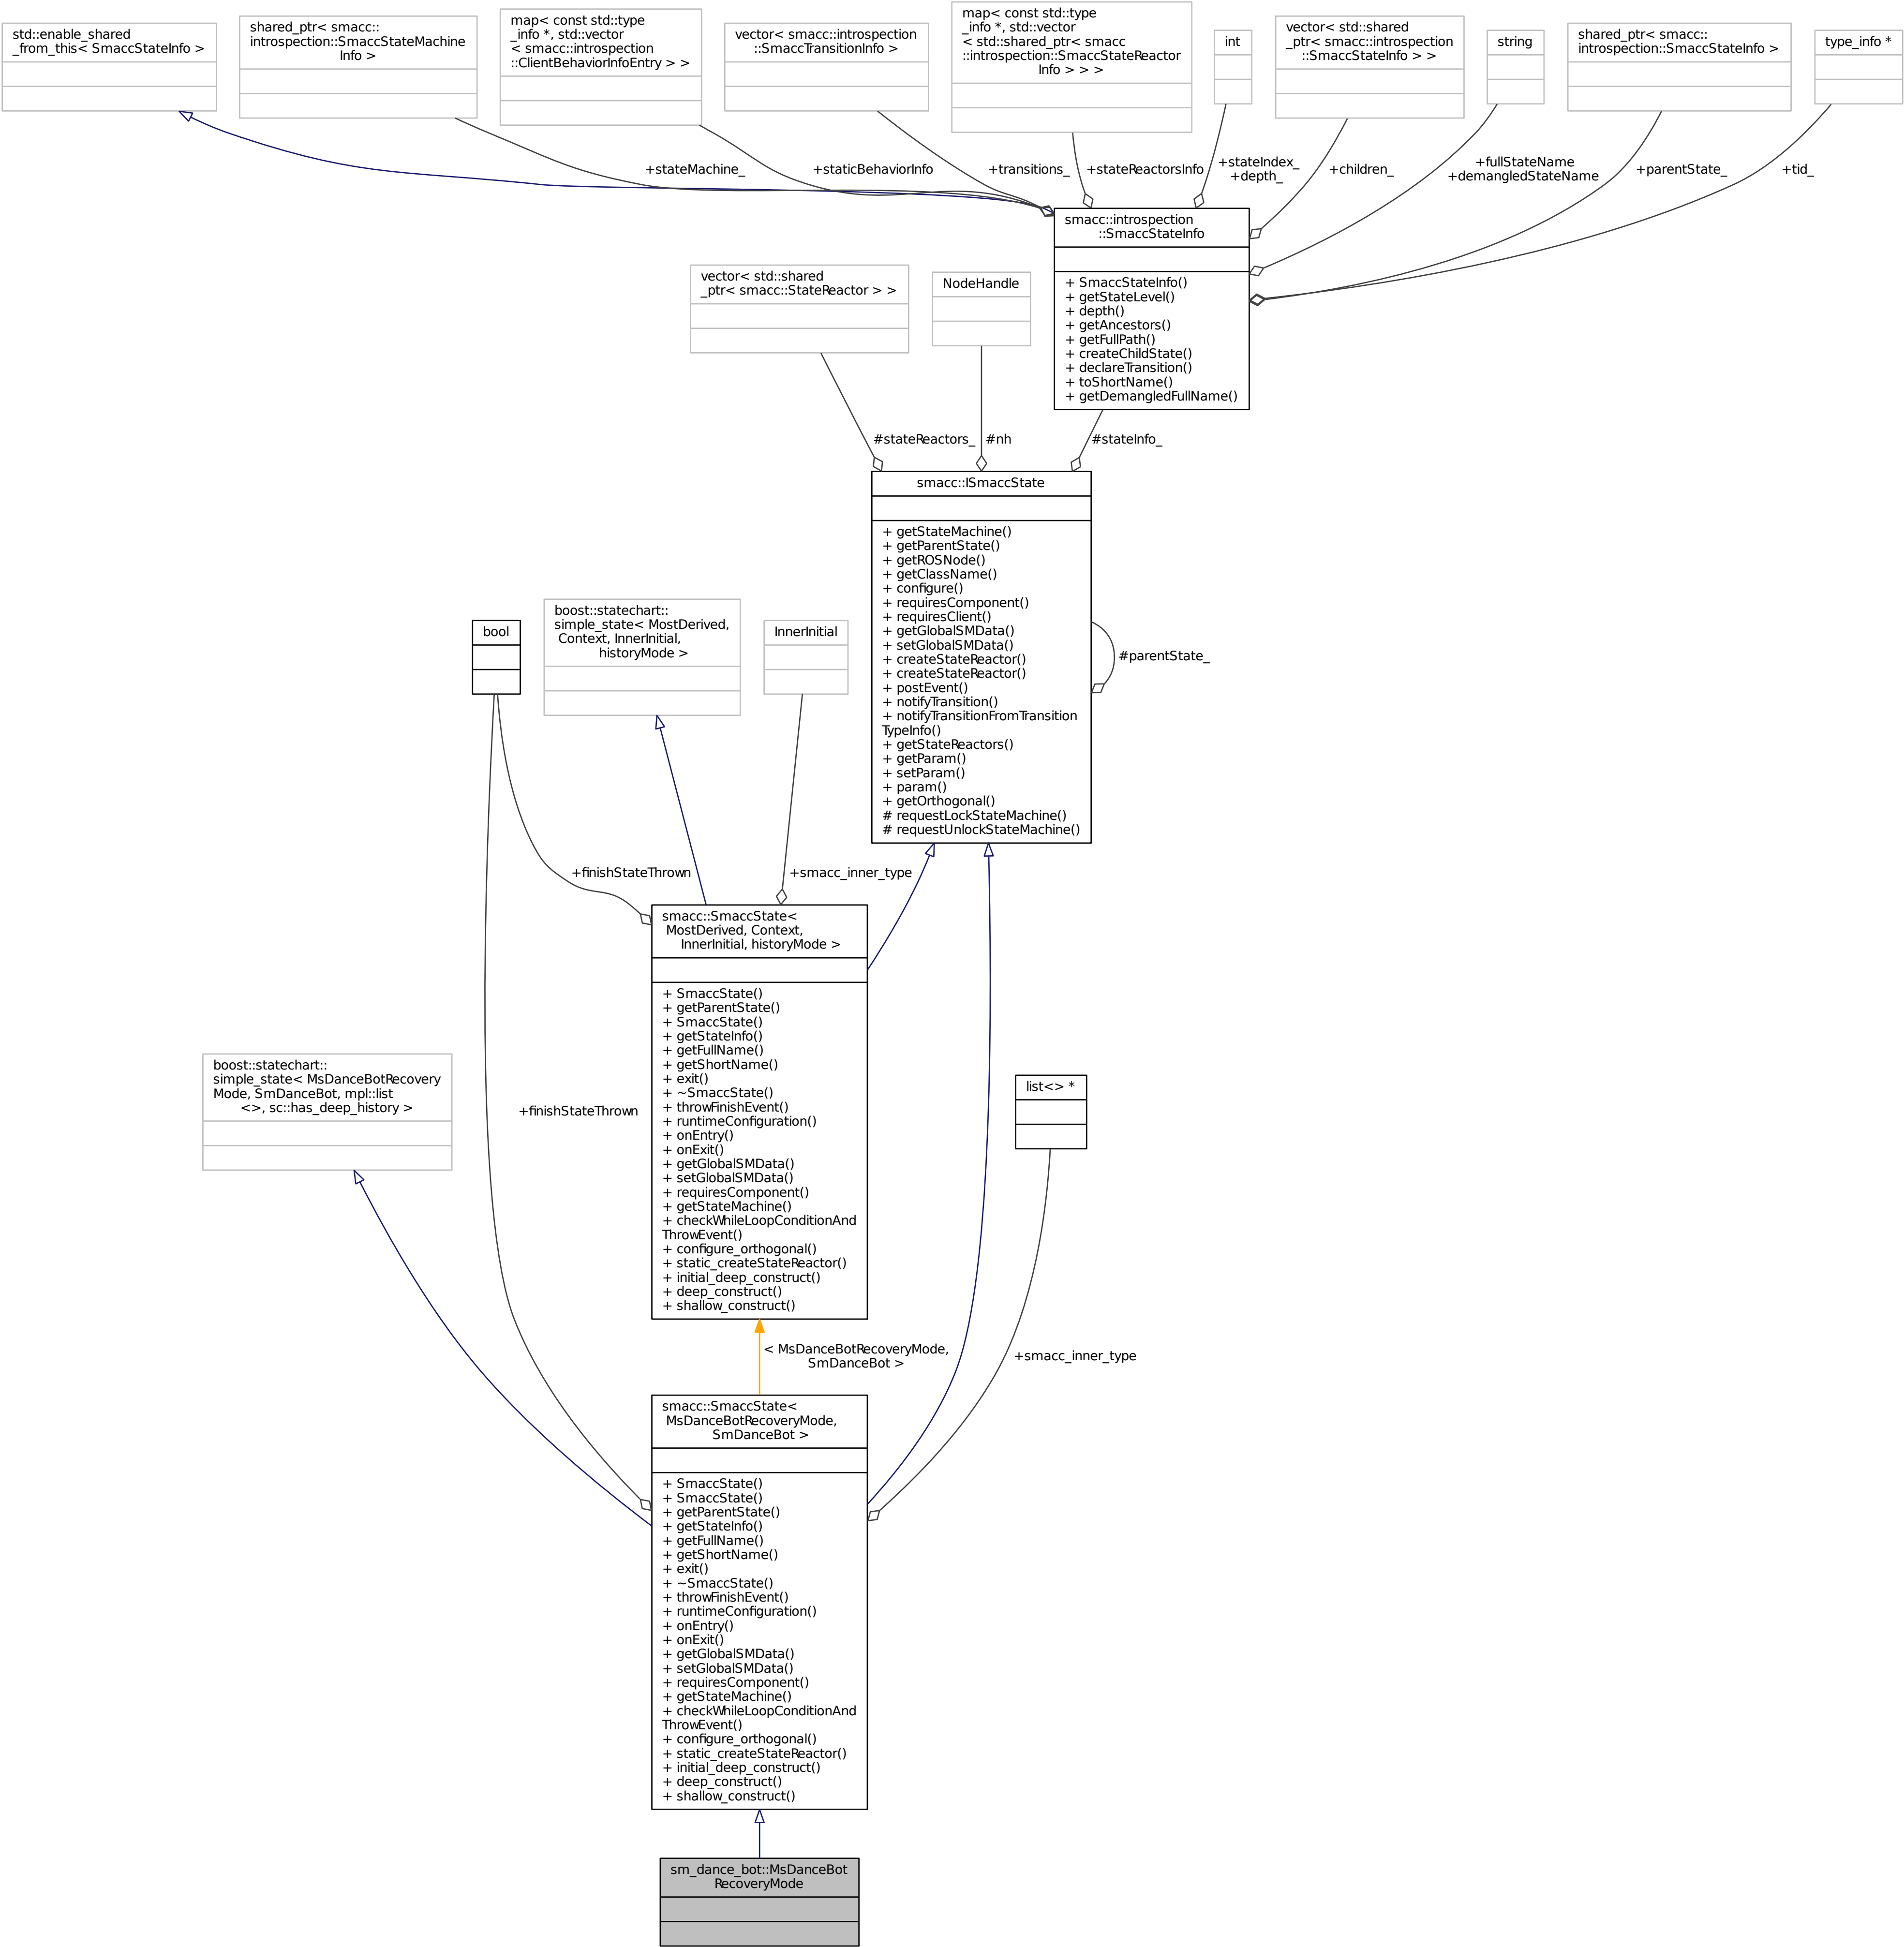 std::enable_shared
_from_this< SmaccStateInfo >
shared_ptr< smacc::
introspection::SmaccStateMachine
Info >
map< const std::type
_info *, std::vector
< smacc::introspection
::ClientBehaviorInfoEntry > >
vector< smacc::introspection
::SmaccTransitionInfo >
map< const std::type
_info *, std::vector
< std::shared_ptr< smacc
::introspection::SmaccStateReactor
Info > > >
int
vector< std::shared
_ptr< smacc::introspection
::SmaccStateInfo > >
string
shared_ptr< smacc::
introspection::SmaccStateInfo >
type_info *
+stateMachine_
+staticBehaviorInfo
+transitions_
+stateReactorsInfo
+stateIndex_
+depth_
+children_
+fullStateName
+demangledStateName
+parentState_
+tid_
smacc::introspection
::SmaccStateInfo
+ SmaccStateInfo()
+ getStateLevel()
+ depth()
+ getAncestors()
+ getFullPath()
+ createChildState()
+ declareTransition()
+ toShortName()
+ getDemangledFullName()
vector< std::shared
_ptr< smacc::StateReactor > >
NodeHandle
#stateReactors_
#nh
#stateInfo_
smacc::ISmaccState
+ getStateMachine()
+ getParentState()
+ getROSNode()
+ getClassName()
+ configure()
+ requiresComponent()
+ requiresClient()
+ getGlobalSMData()
+ setGlobalSMData()
+ createStateReactor()
+ createStateReactor()
+ postEvent()
+ notifyTransition()
+ notifyTransitionFromTransition
TypeInfo()
+ getStateReactors()
+ getParam()
+ setParam()
+ param()
+ getOrthogonal()
# requestLockStateMachine()
# requestUnlockStateMachine()
#parentState_
bool
boost::statechart::
simple_state< MostDerived,
Context, InnerInitial,
historyMode >
InnerInitial
+finishStateThrown
+smacc_inner_type
smacc::SmaccState<
MostDerived, Context,
InnerInitial, historyMode >
+ SmaccState()
+ getParentState()
+ SmaccState()
+ getStateInfo()
+ getFullName()
+ getShortName()
+ exit()
+ ~SmaccState()
+ throwFinishEvent()
+ runtimeConfiguration()
+ onEntry()
+ onExit()
+ getGlobalSMData()
+ setGlobalSMData()
+ requiresComponent()
+ getStateMachine()
+ checkWhileLoopConditionAnd
ThrowEvent()
+ configure_orthogonal()
+ static_createStateReactor()
+ initial_deep_construct()
+ deep_construct()
+ shallow_construct()
boost::statechart::
simple_state< MsDanceBotRecovery
Mode, SmDanceBot, mpl::list
<>, sc::has_deep_history >
+finishStateThrown
list<> *
< MsDanceBotRecoveryMode,
SmDanceBot >
+smacc_inner_type
smacc::SmaccState<
MsDanceBotRecoveryMode,
SmDanceBot >
+ SmaccState()
+ SmaccState()
+ getParentState()
+ getStateInfo()
+ getFullName()
+ getShortName()
+ exit()
+ ~SmaccState()
+ throwFinishEvent()
+ runtimeConfiguration()
+ onEntry()
+ onExit()
+ getGlobalSMData()
+ setGlobalSMData()
+ requiresComponent()
+ getStateMachine()
+ checkWhileLoopConditionAnd
ThrowEvent()
+ configure_orthogonal()
+ static_createStateReactor()
+ initial_deep_construct()
+ deep_construct()
+ shallow_construct()
sm_dance_bot::MsDanceBot
RecoveryMode